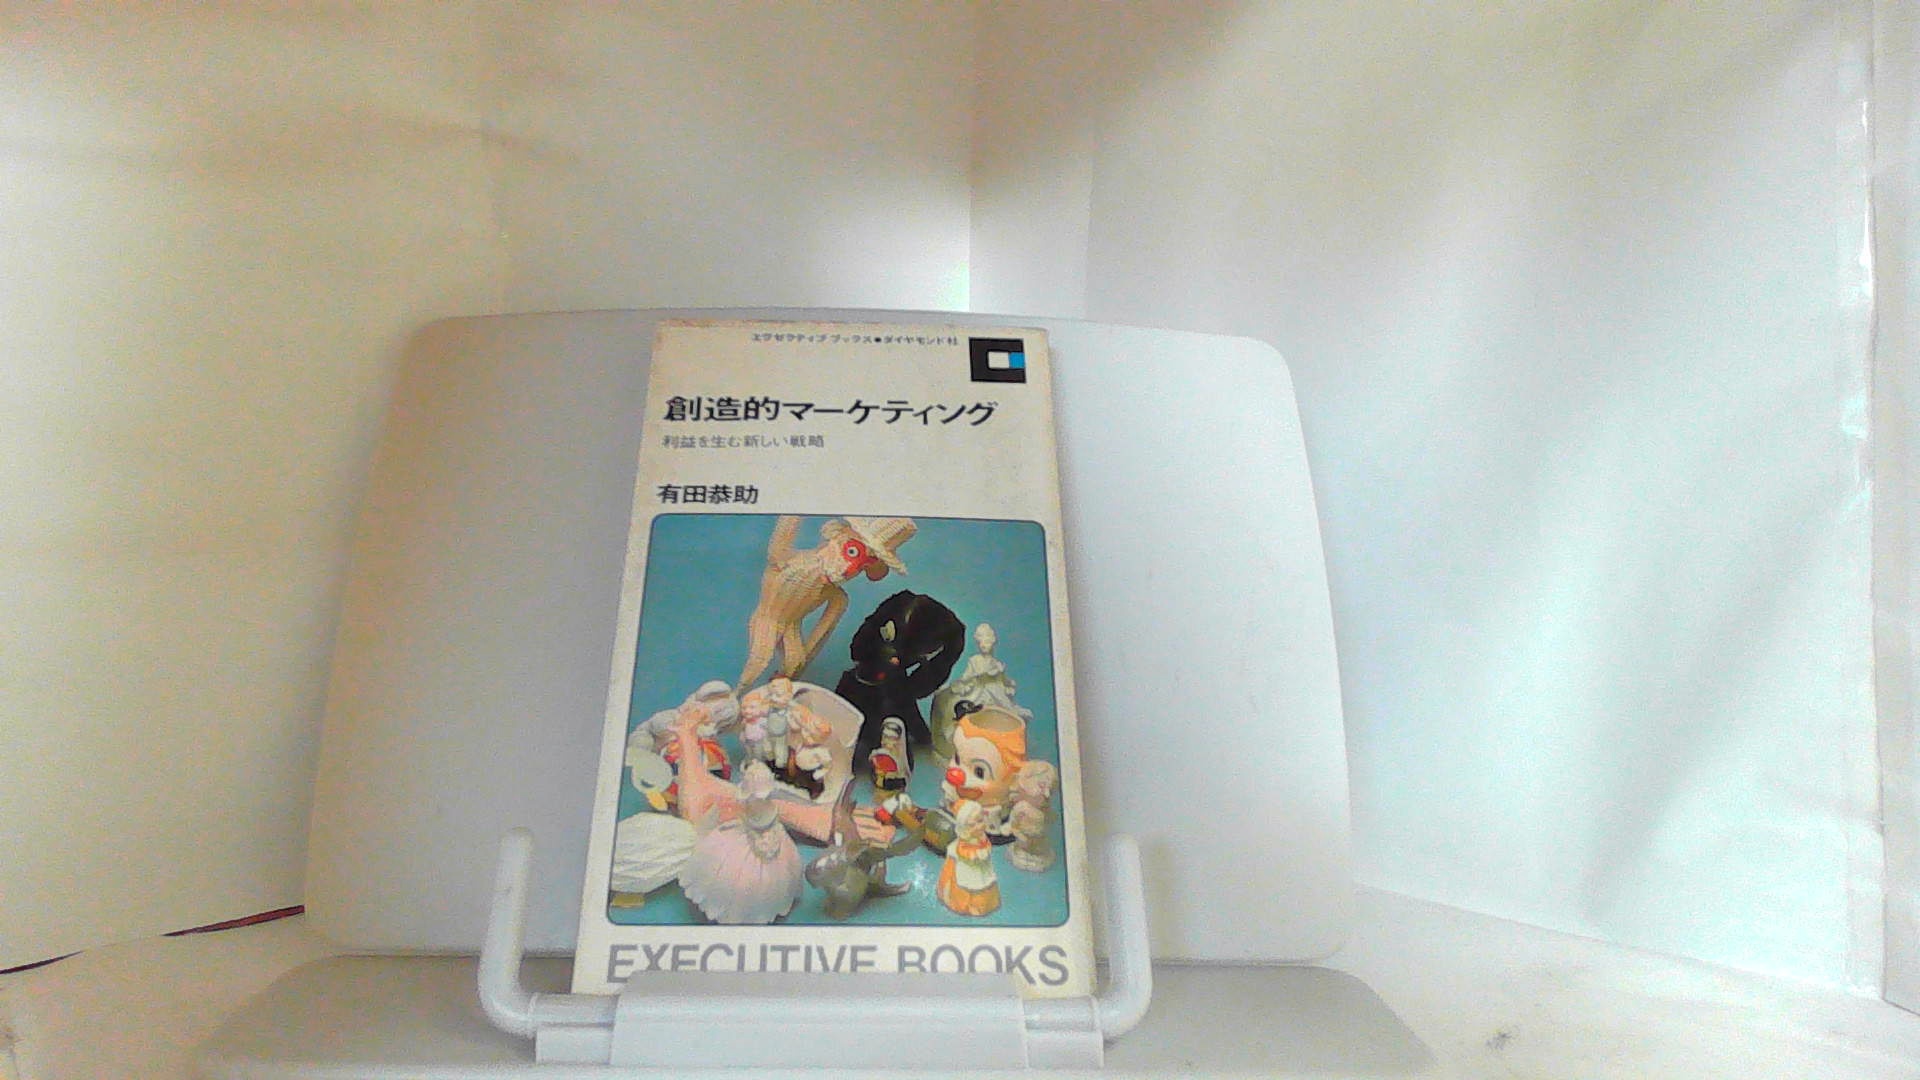 エグゼクティブ ブックス●ダイヤモンド社
創造的マーケティング
利益を生む新しい戦略
有田恭助
EXECUTIVE BOOKS